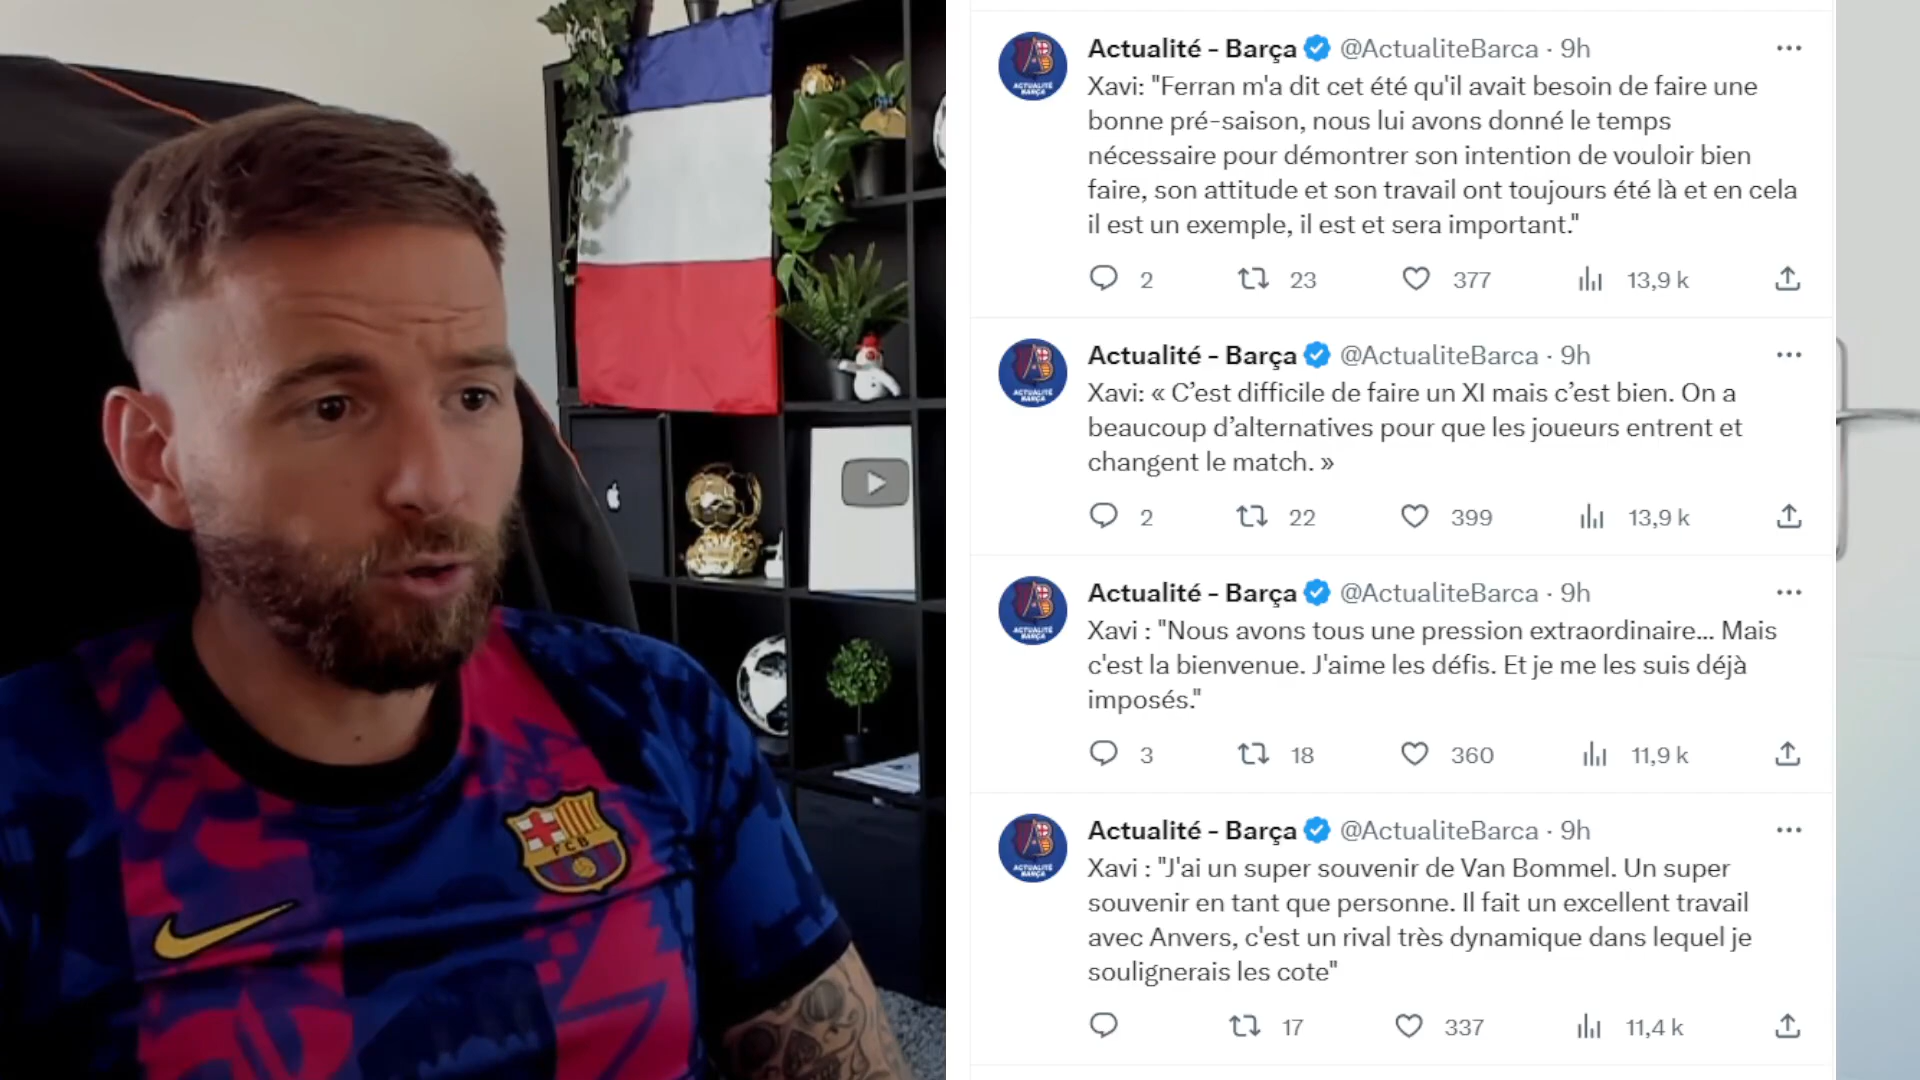 FCB
Actualité - Barça @ActualiteBarca · 9h
Xavi: "Ferran m'a dit cet été qu'il avait besoin de faire une
bonne pré-saison, nous lui avons donné le temps
nécessaire pour démontrer son intention de vouloir bien
faire, son attitude et son travail ont toujours été là et en cela
il est un exemple, il est et sera important."
2 23 377 13,9 k
ACTUALITÉ
BARÇA
Actualité - Barça @ActualiteBarca · 9h
Xavi: « C’est difficile de faire un XI mais c’est bien. On a
beaucoup d’alternatives pour que les joueurs entrent et
changent le match. »
2 22 399 13,9 k
ACTUALITÉ
BARÇA
Actualité - Barça @ActualiteBarca · 9h
Xavi : "Nous avons tous une pression extraordinaire... Mais
c'est la bienvenue. J'aime les défis. Et je me les suis déjà
imposés."
3 18 360 11,9 k
ACTUALITÉ
BARÇA
Actualité - Barça @ActualiteBarca · 9h
Xavi : "J'ai un super souvenir de Van Bommel. Un super
souvenir en tant que personne. Il fait un excellent travail
avec Anvers, c'est un rival très dynamique dans lequel je
soulignerais les cote"
17 337 11,4 k
ACTUALITÉ
BARÇA